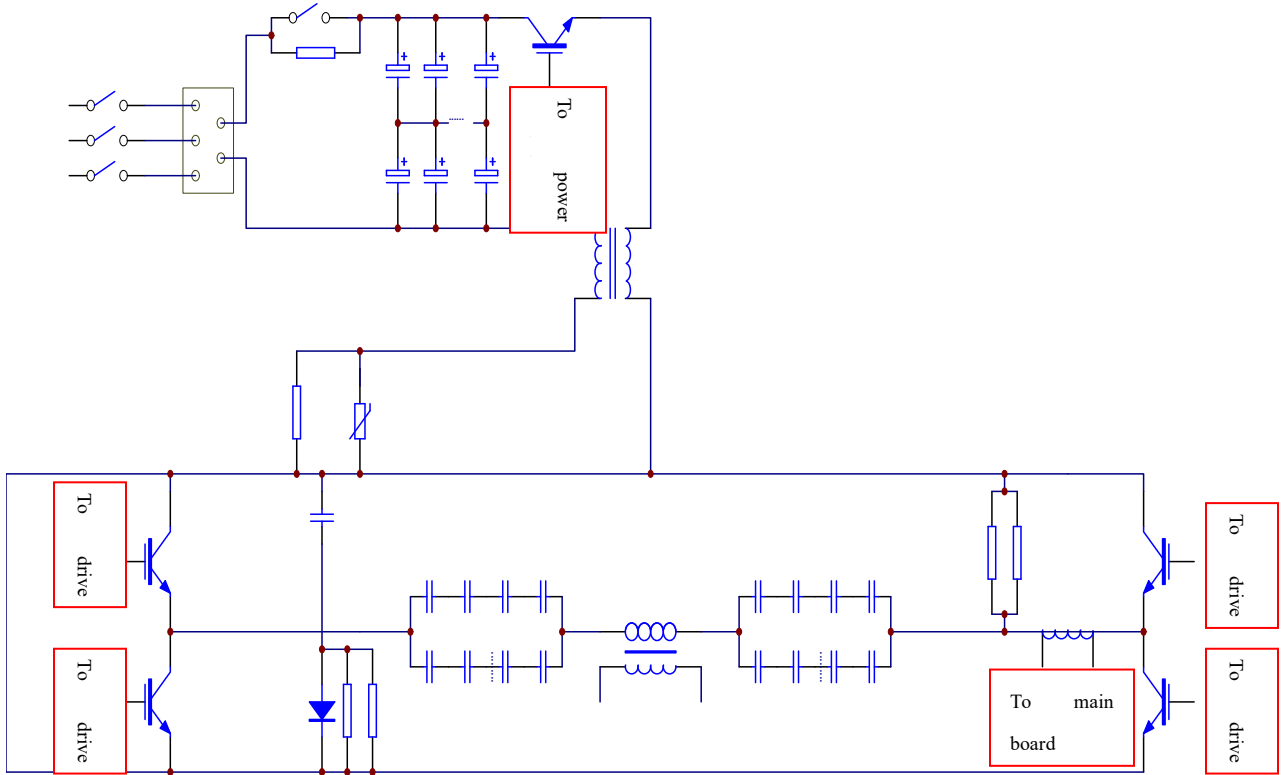 + + +
+ + +
To power
To drive
To drive
To drive
To drive
To main
board